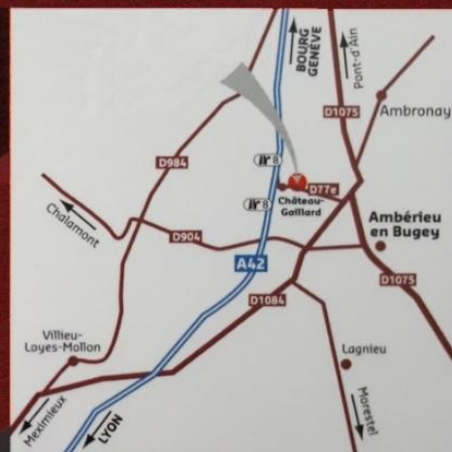 BOURG
GENÈVE
Pont-d'Ain
Ambronay
D1075
D984
8
D77e
Château-
Gaillard
8
Chalamont
D904
Ambérieu
en Bugey
A42
D1075
D1084
Villieu-
Loyes-Mollon
Lagnieu
Meximieux
LYON
Morestel